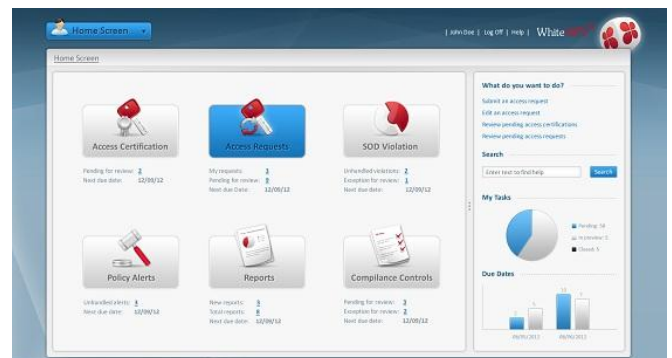 Home Screen
| John Doe | Log Off | Help | White
Home Screen
Access Certification
Pending for review: 2
Next due date: 12/09/12
Access Requests
My requests: 3
Pending for review:
Next due Date: 12/09/12
SOD Violation
Unhandled violations: 2
Exception for review: 1
Next due date: 12/09/12
Policy Alerts
Unhandled alerts: 3
Next due date: 12/09/12
Reports
New reports:
Total reports:
Next due date: 12/09/12
Compliance Controls
Pending for review: 3
Exception for review: 2
Next due date: 12/09/12
What do you want to do?
Submit an access request
Edit an access request
Review pending access certifications
Review pending access requests
Search
Enter text to find help
Search
My Tasks
Pending:
In review:
Closed: 5
Due Dates